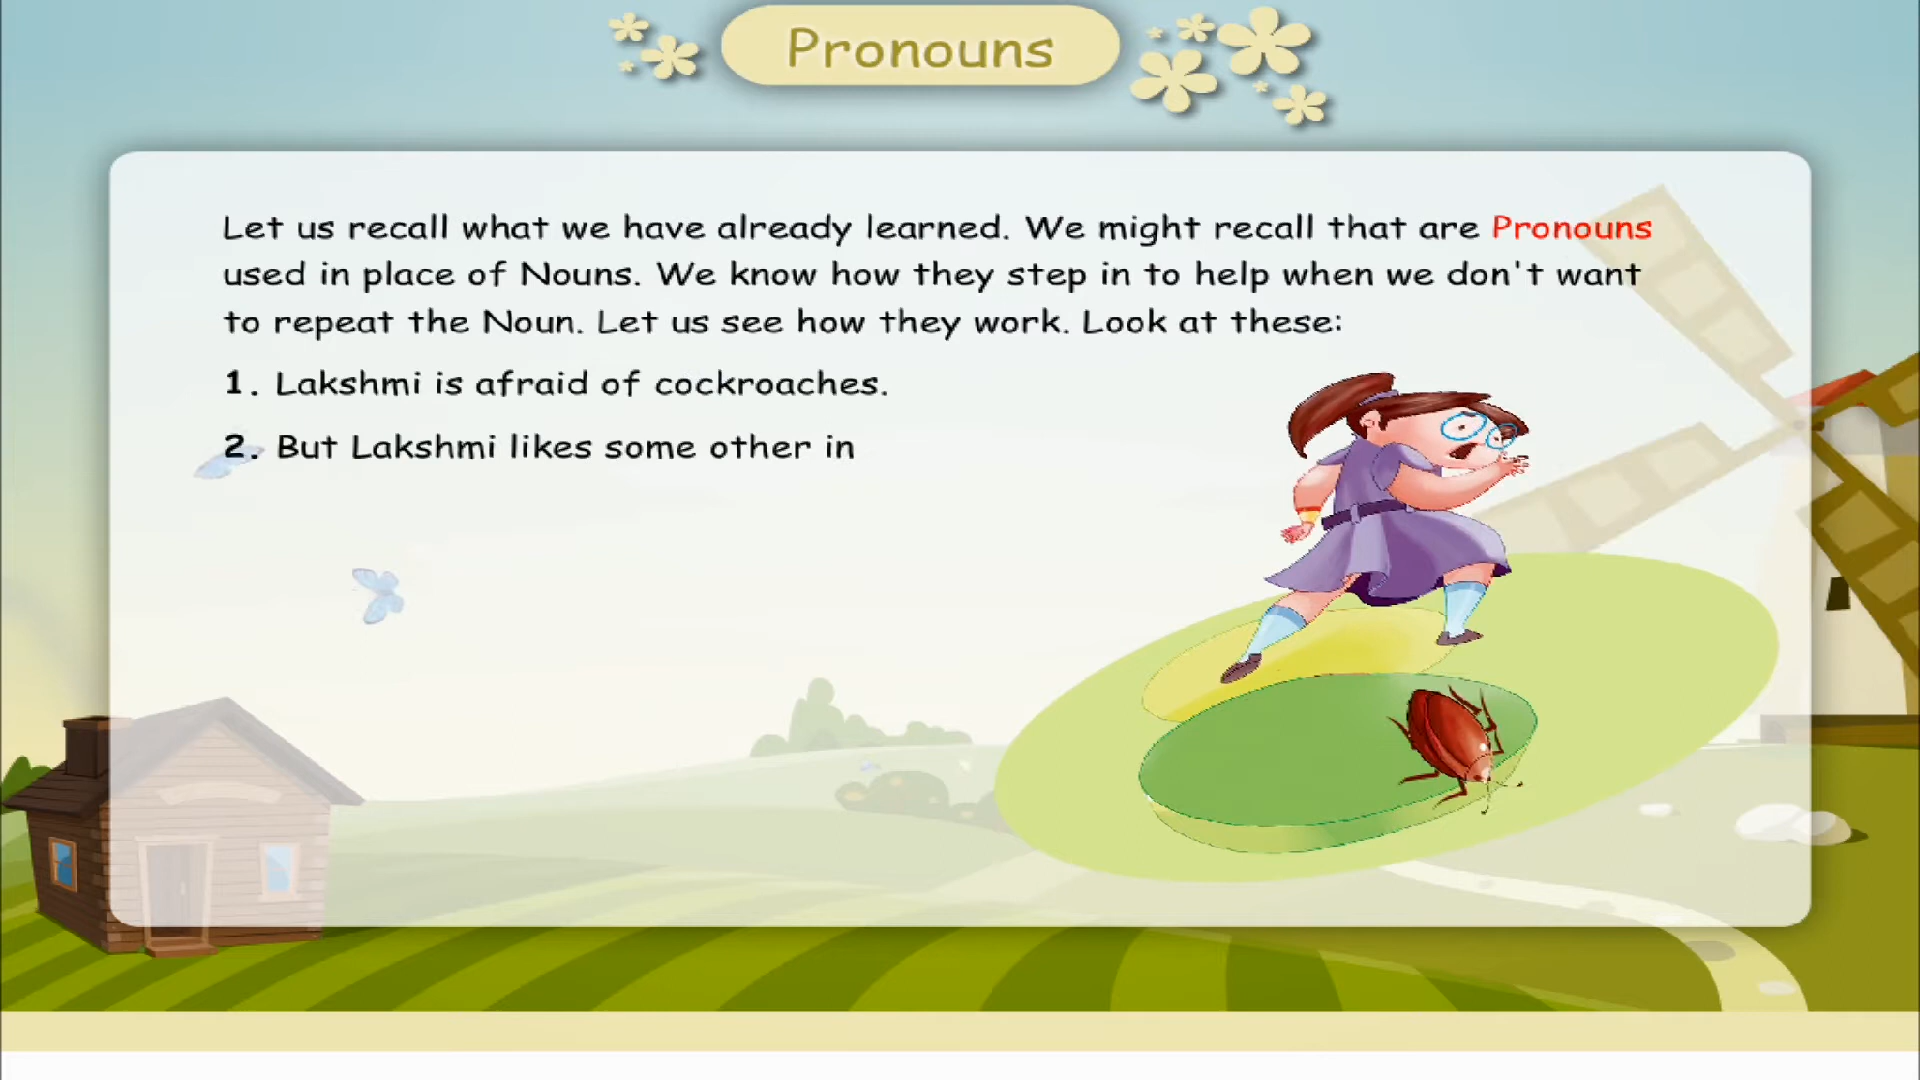 Pronouns
Let us recall what we have already learned. We might recall that are Pronouns
used in place of Nouns. We know how they step in to help when we don't want
to repeat the Noun. Let us see how they work. Look at these:
1. Lakshmi is afraid of cockroaches.
2. But Lakshmi likes some other in